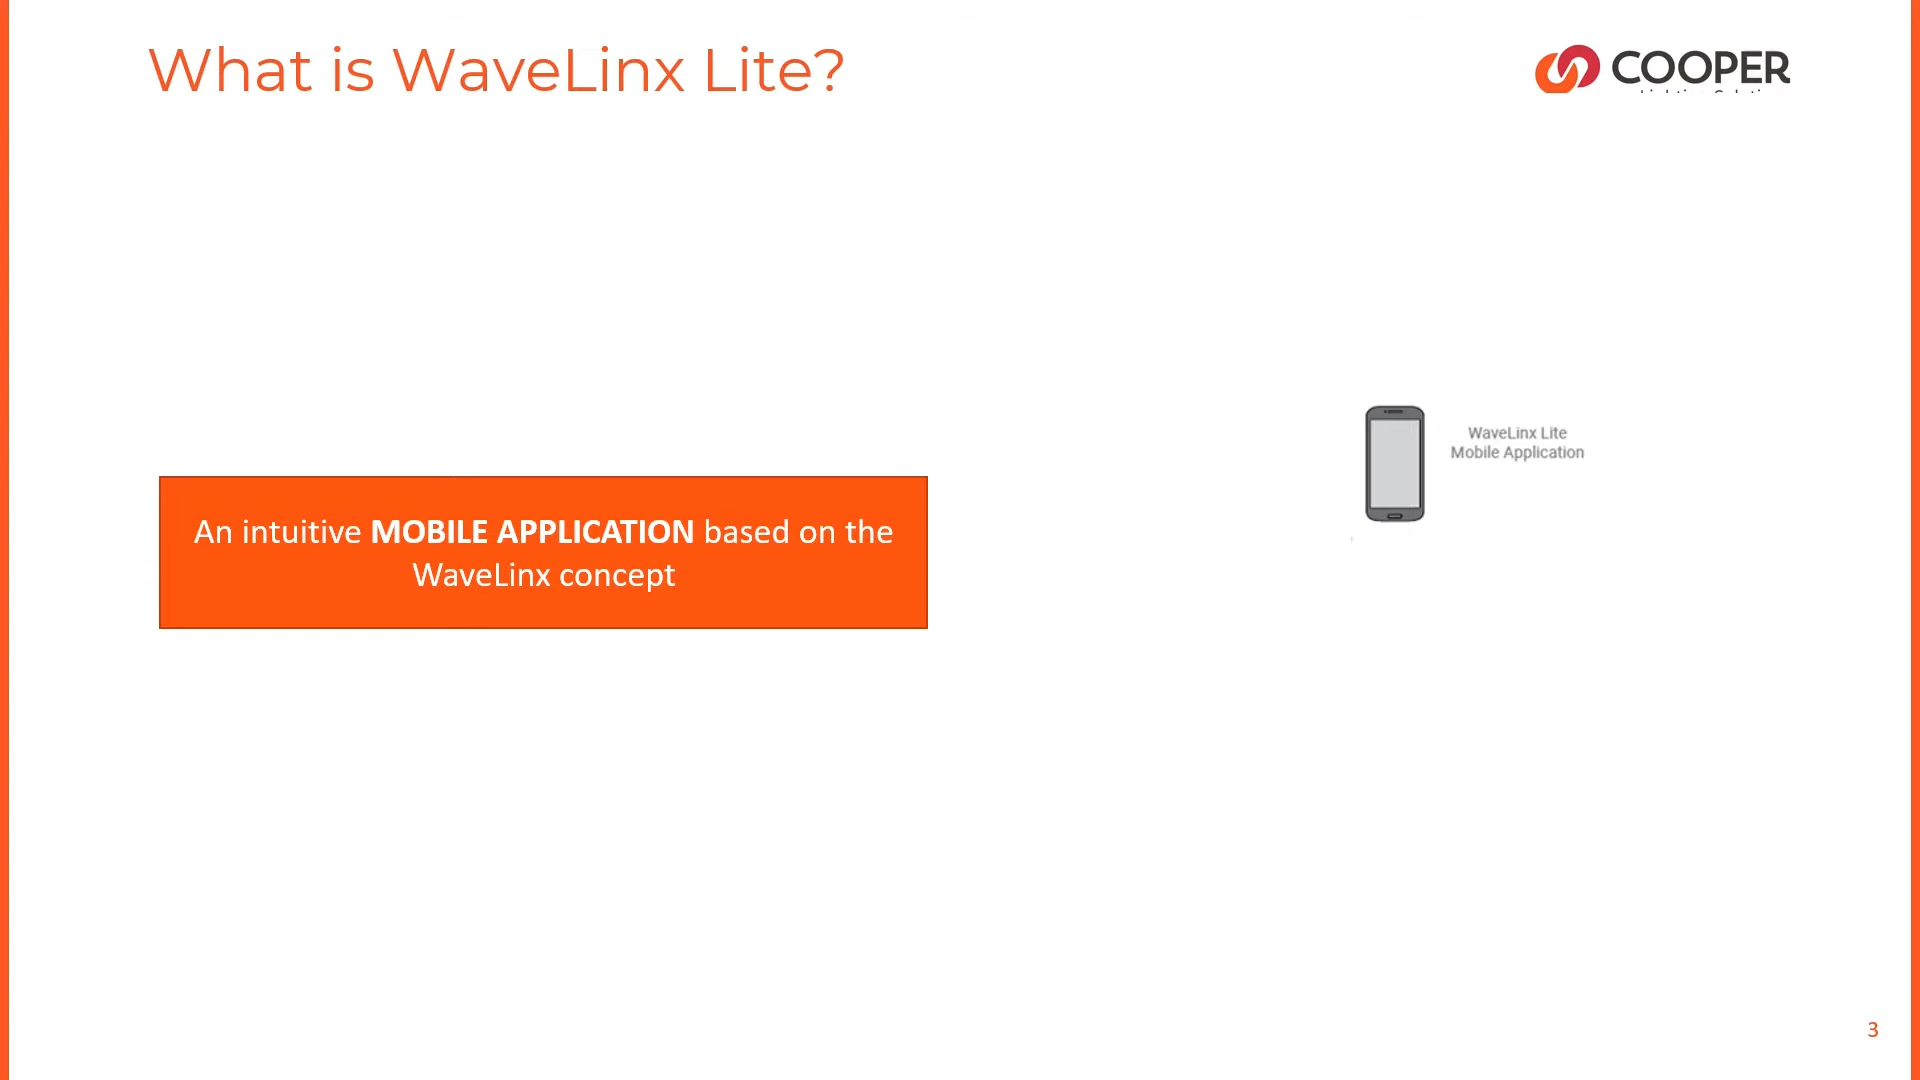 What is WaveLinx Lite?
COOPER
WaveLinx Lite
Mobile Application
An intuitive MOBILE APPLICATION based on the
WaveLinx concept
3